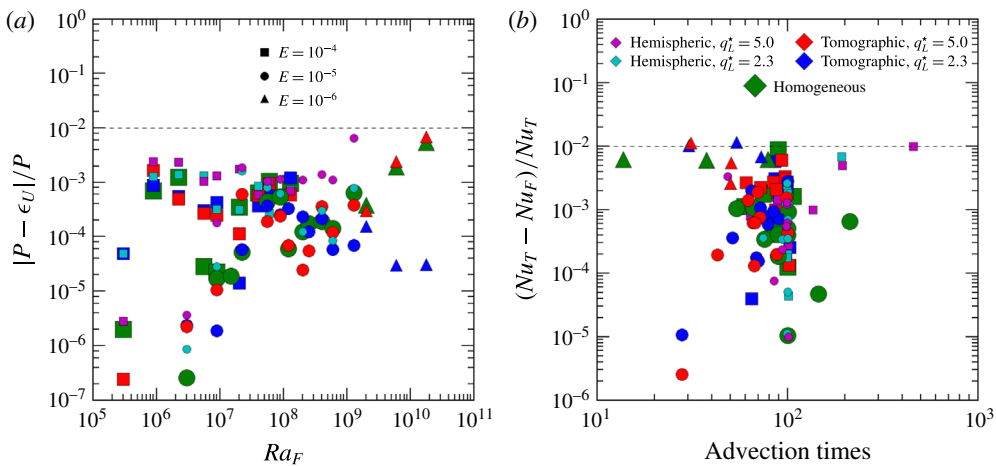 (a)
10^0
10^-1
10^-2
10^-3
10^-4
10^-5
10^-6
10^-7
|P − ϵ_U|/P
E = 10^-4
E = 10^-5
E = 10^-6
10^5 10^6 10^7 10^8 10^9 10^10 10^11
Ra_F
(b)
10^0
10^-1
10^-2
10^-3
10^-4
10^-5
10^-6
(Nu_T − Nu_F)/Nu_T
Hemispheric, q_L^⋆ = 5.0
Hemispheric, q_L^⋆ = 2.3
Tomographic, q_L^⋆ = 5.0
Tomographic, q_L^⋆ = 2.3
Homogeneous
10^1 10^2 10^3
Advection times